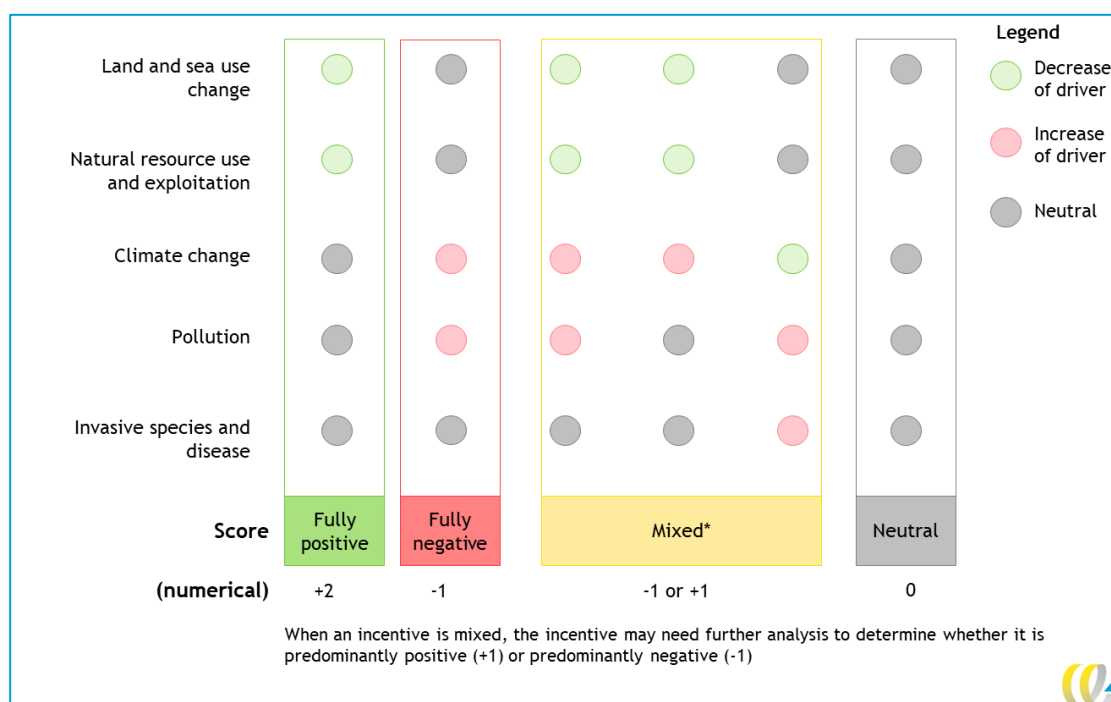 Legend
Land and sea use
change
Decrease
of driver
Natural resource use
and exploitation
Increase
of driver
Neutral
Climate change
Pollution
Invasive species and
disease
Score
Fully
positive
Fully
negative
Mixed*
Neutral
(numerical)
+2
-1
-1 or +1
0
When an incentive is mixed, the incentive may need further analysis to determine whether it is
predominantly positive (+1) or predominantly negative (-1)